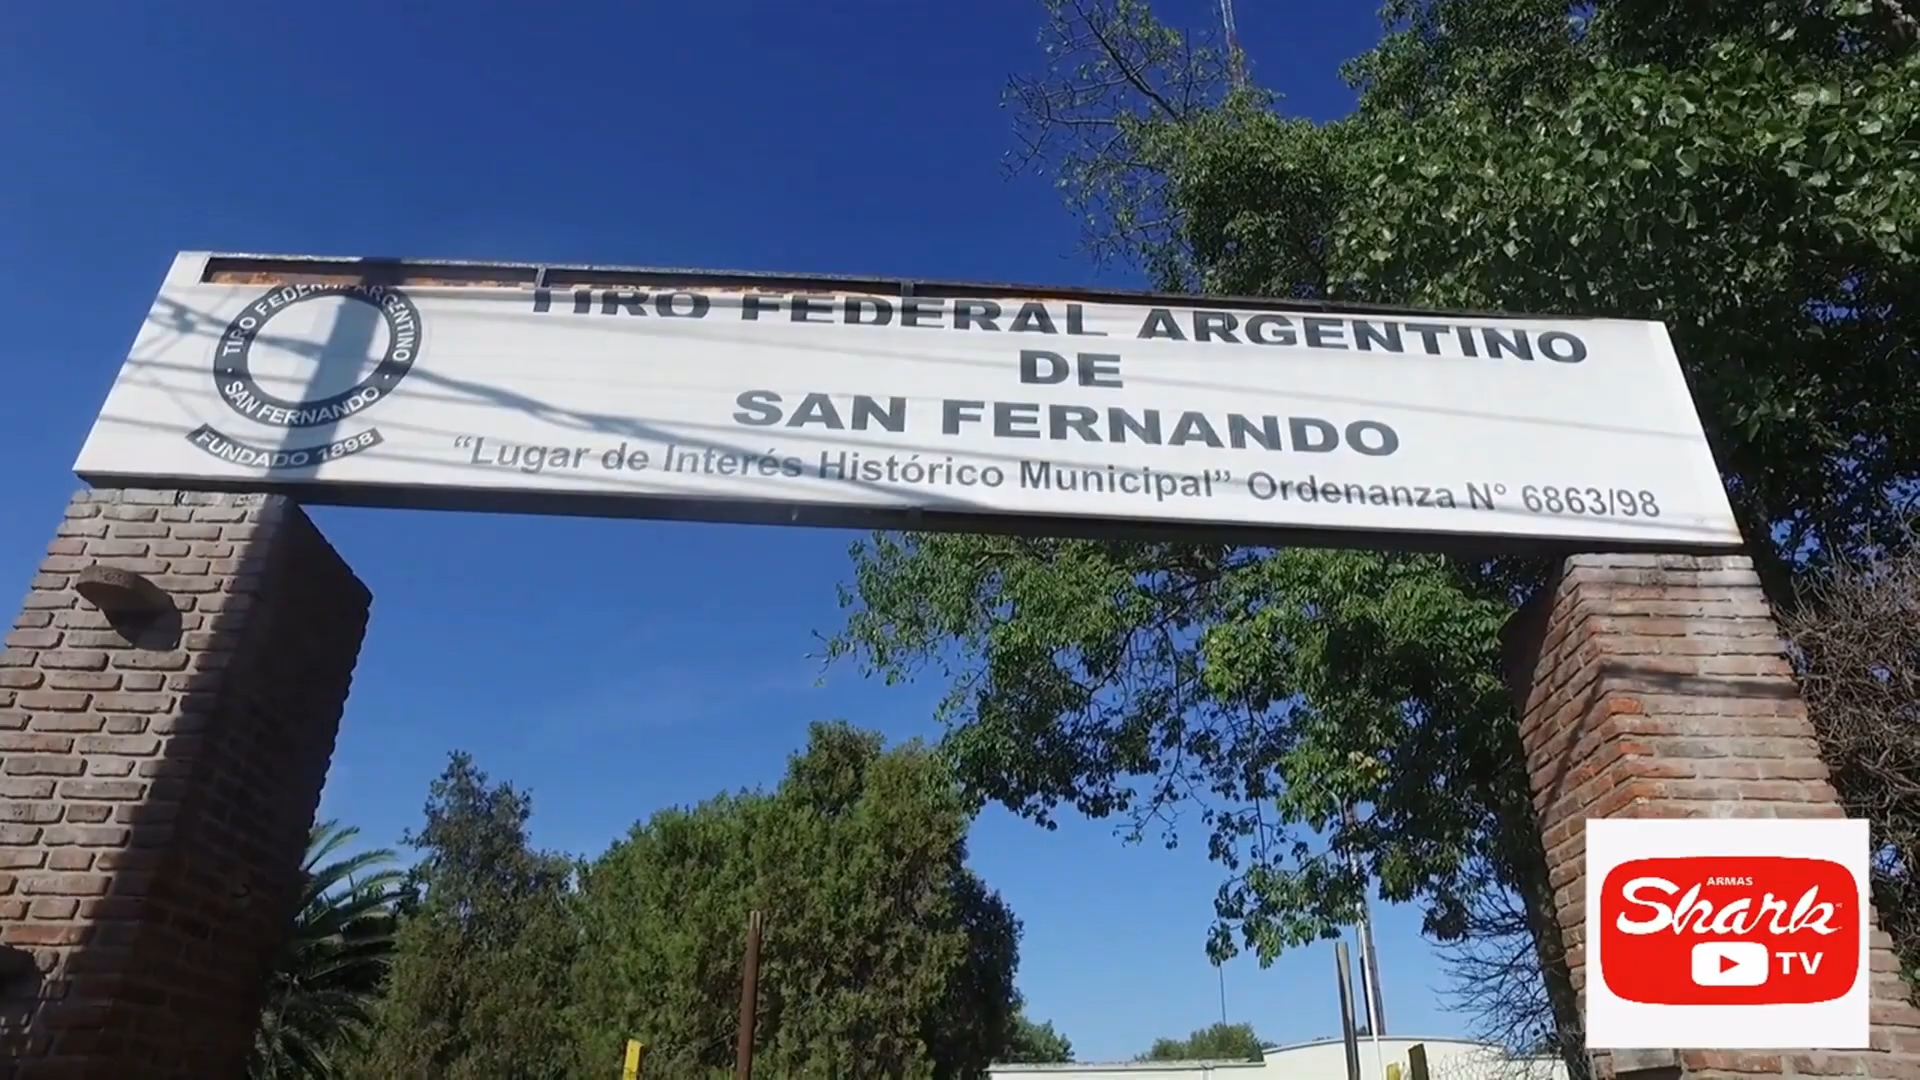 TIRO FEDERAL ARGENTINO
DE
SAN FERNANDO
“Lugar de Interés Histórico Municipal” Ordenanza N° 6863/98
TIRO FEDERAL ARGENTINO
· SAN FERNANDO ·
FUNDADO 1898
ARMAS
Shark
TV